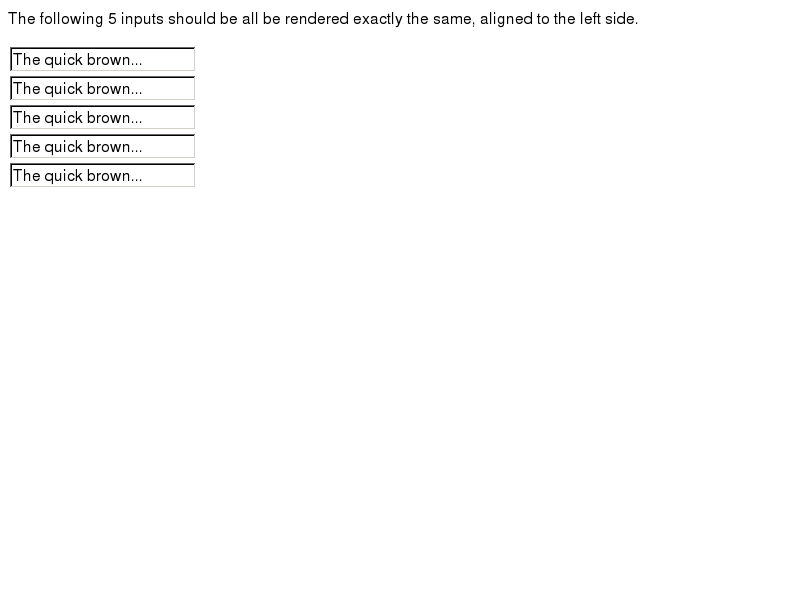 The following 5 inputs should be all be rendered exactly the same, aligned to the left side.
The quick brown...
The quick brown...
The quick brown...
The quick brown...
The quick brown...